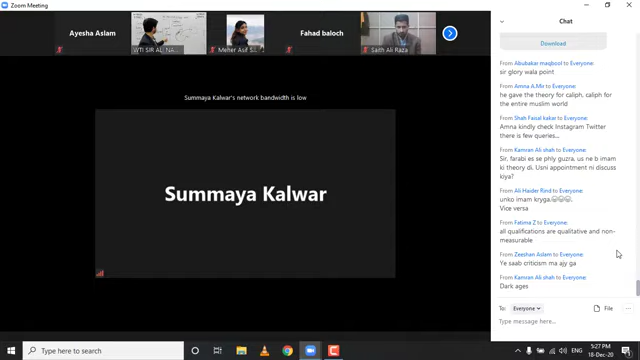 Zoom Meeting
Ayesha Aslam
WTI SIR AL, NA...
Meher Asif S...
Fahad baloch
Saith Ali Raza
Summaya Kalwar's network bandwidth is low
Summaya Kalwar
Chat
Download
From Abubakar maqbool to Everyone:
sir glory wala point
From Amna A.Mir to Everyone:
he gave the theory for caliph, caliph for
the entire muslim world
From Shah Faisal kakar to Everyone:
Amna kindly check Instagram Twitter
there is few queries...
From Kamran Ali shah to Everyone:
Sir. farabi es se phly guzra, us ne b imam
ki theory di. Usni appointment ni discuss
kiya?
From Ali Haider Rind to Everyone:
unko imam kryga.
Vice versa
From Fatima Z to Everyone:
all qualifications are qualitative and non-
measurable
From Zeeshan Aslam to Everyone:
Ye saab criticism ma ajy ga
From Kamran Ali shah to Everyone:
Dark ages
To: Everyone
File
Type message here...
Type here to search
ENG
5:27 PM
18-Dec-20